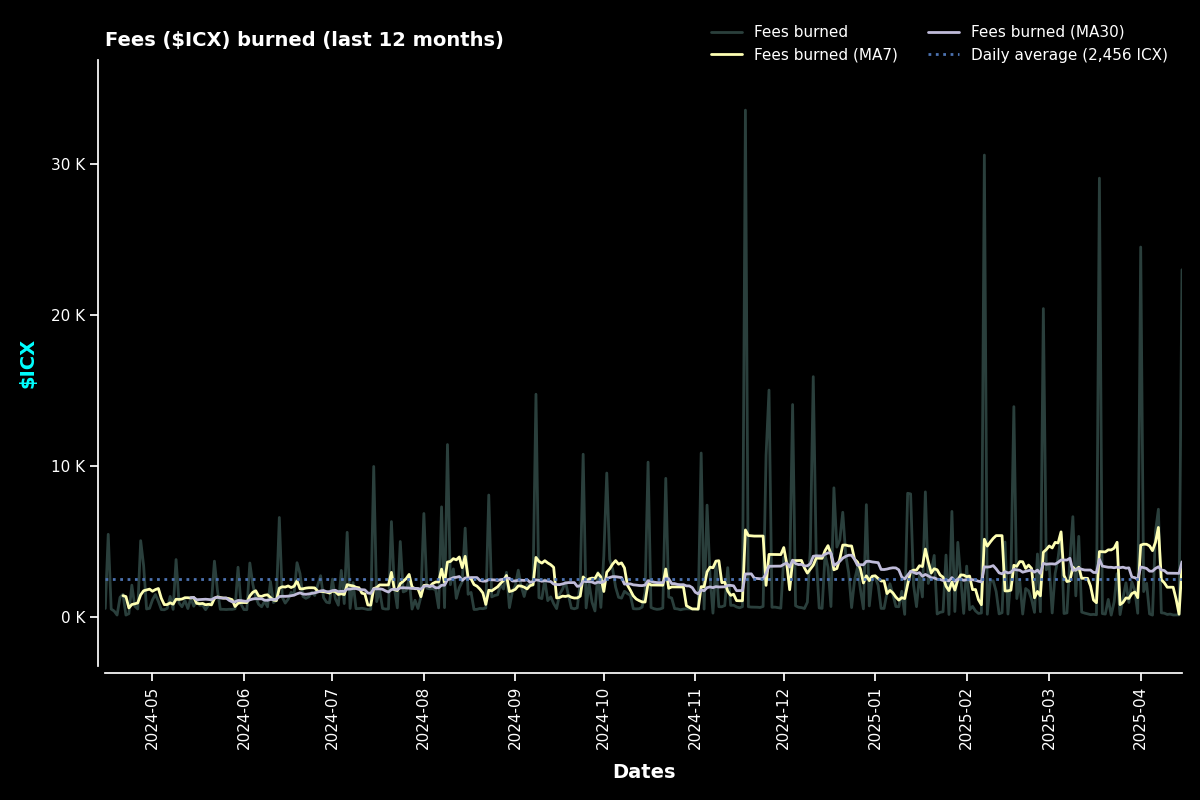 Fees ($ICX) burned (last 12 months)
Fees burned
Fees burned (MA7)
Fees burned (MA30)
Daily average (2,456 ICX)
$ICX
30 K
20 K
10 K
0 K
2024-05
2024-06
2024-07
2024-08
2024-09
2024-10
2024-11
2024-12
2025-01
2025-02
2025-03
2025-04
Dates